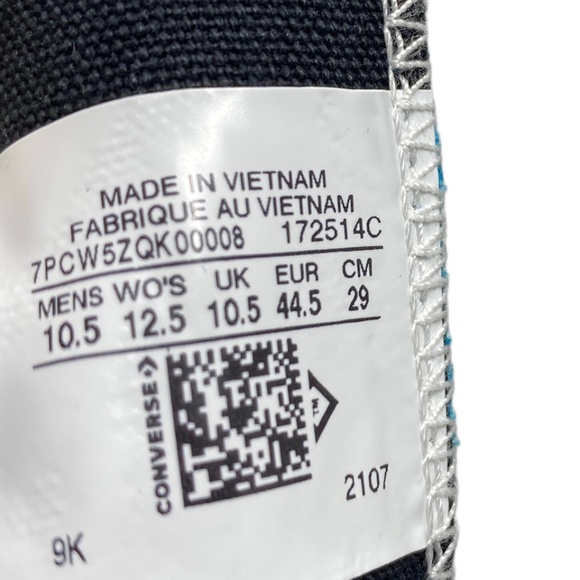 MADE IN VIETNAM
FABRIQUE AU VIETNAM
7PCW5ZQK00008 172514C
MENS WO'S UK EUR CM
10.5 12.5 10.5 44.5 29
CONVERSE
TM
2107
9K